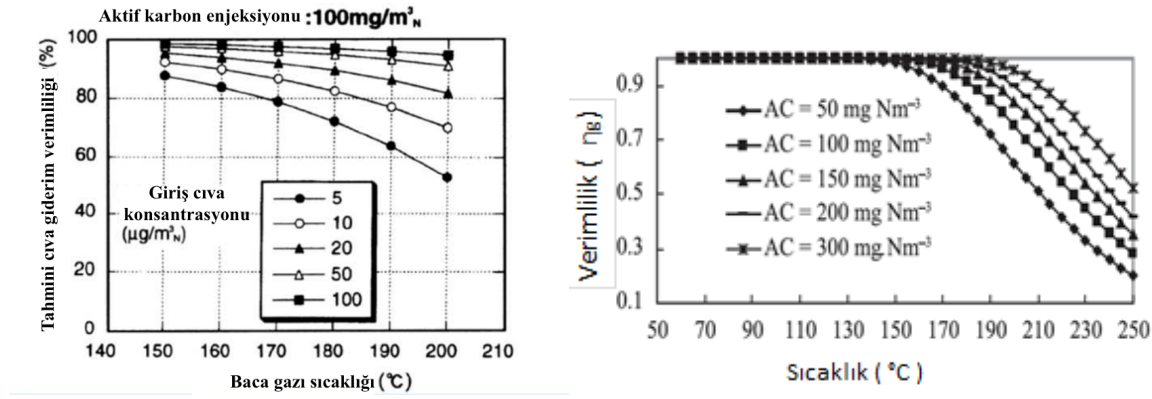 Aktif karbon enjeksiyonu :100mg/m³N
Tahmini cıva giderim verimliliği (%)
100
80
60
40
20
0
Giriş cıva
konsantrasyonu
(µg/m³N)
5
10
20
50
100
140 150 160 170 180 190 200 210
Baca gazı sıcaklığı (℃)
Verimlilik ( ηg )
0.9
0.7
0.5
0.3
0.1
AC = 50 mg Nm⁻³
AC = 100 mg Nm⁻³
AC = 150 mg Nm⁻³
AC = 200 mg Nm⁻³
AC = 300 mg Nm⁻³
50 70 90 110 130 150 170 190 210 230 250
Sıcaklık ( °C )